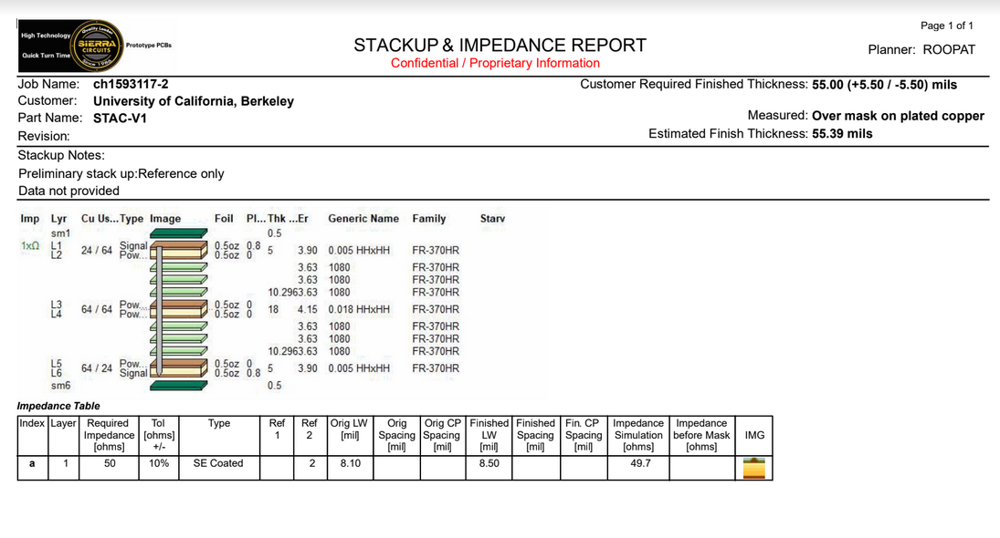 Page 1 of 1
High Technology
Quality Leader
SIERRA
CIRCUITS
Since 1986
Prototype PCBs
Quick Turn Time
STACKUP & IMPEDANCE REPORT
Planner: ROOPAT
Confidential / Proprietary Information
Job Name: ch1593117-2
Customer Required Finished Thickness: 55.00 (+5.50 / -5.50) mils
Customer: University of California, Berkeley
Part Name: STAC-V1
Measured: Over mask on plated copper
Revision:
Estimated Finish Thickness: 55.39 mils
Stackup Notes:
Preliminary stack up:Reference only
Data not provided
Imp Lyr Cu Us... Type Image Foil Pl... Thk ... Er Generic Name Family Starv
sm1 0.5
1xΩ L1 24 / 64 Signal 0.5oz 0.8 5 3.90 0.005 HHxHH FR-370HR
L2 Pow... 0.5oz 0
3.63 1080 FR-370HR
3.63 1080 FR-370HR
10.2963.63 1080 FR-370HR
L3 64 / 64 Pow... 0.5oz 0 18 4.15 0.018 HHxHH FR-370HR
L4 Pow... 0.5oz 0
3.63 1080 FR-370HR
3.63 1080 FR-370HR
10.2963.63 1080 FR-370HR
L5 64 / 24 Pow... 0.5oz 0 5 3.90 0.005 HHxHH FR-370HR
L6 Signal 0.5oz 0.8
sm6 0.5
Impedance Table
Index Layer Required Impedance [ohms] Tol [ohms] +/- Type Ref 1 Ref 2 Orig LW [mil] Orig Spacing [mil] Orig CP Spacing [mil] Finished LW [mil] Finished Spacing [mil] Fin. CP Spacing [mil] Impedance Simulation [ohms] Impedance before Mask [ohms] IMG
a 1 50 10% SE Coated 2 8.10 8.50 49.7